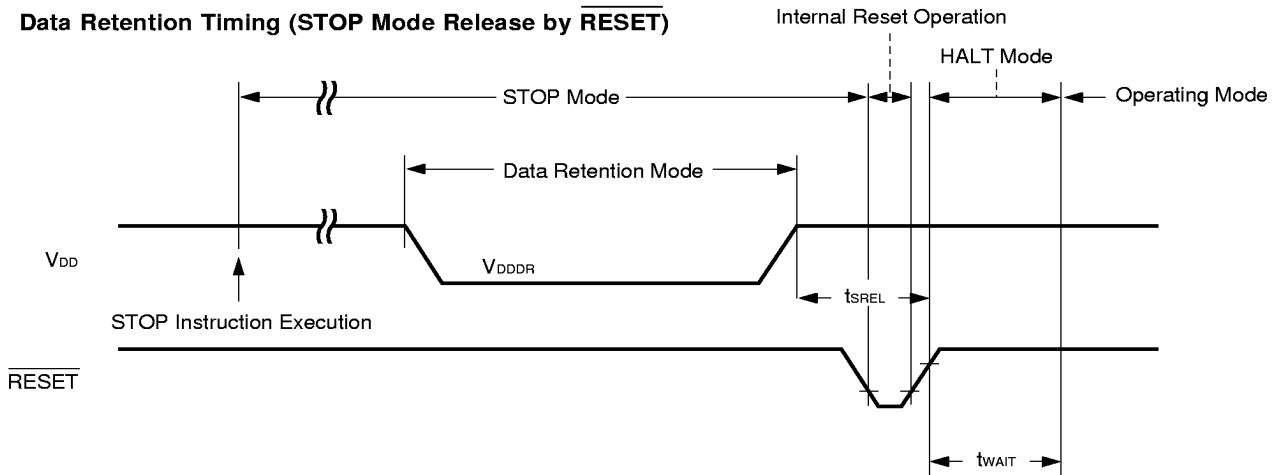 Data Retention Timing (STOP Mode Release by RESET)
Internal Reset Operation
HALT Mode
STOP Mode
Operating Mode
Data Retention Mode
VDD
VDDDR
tSREL
STOP Instruction Execution
RESET
tWAIT